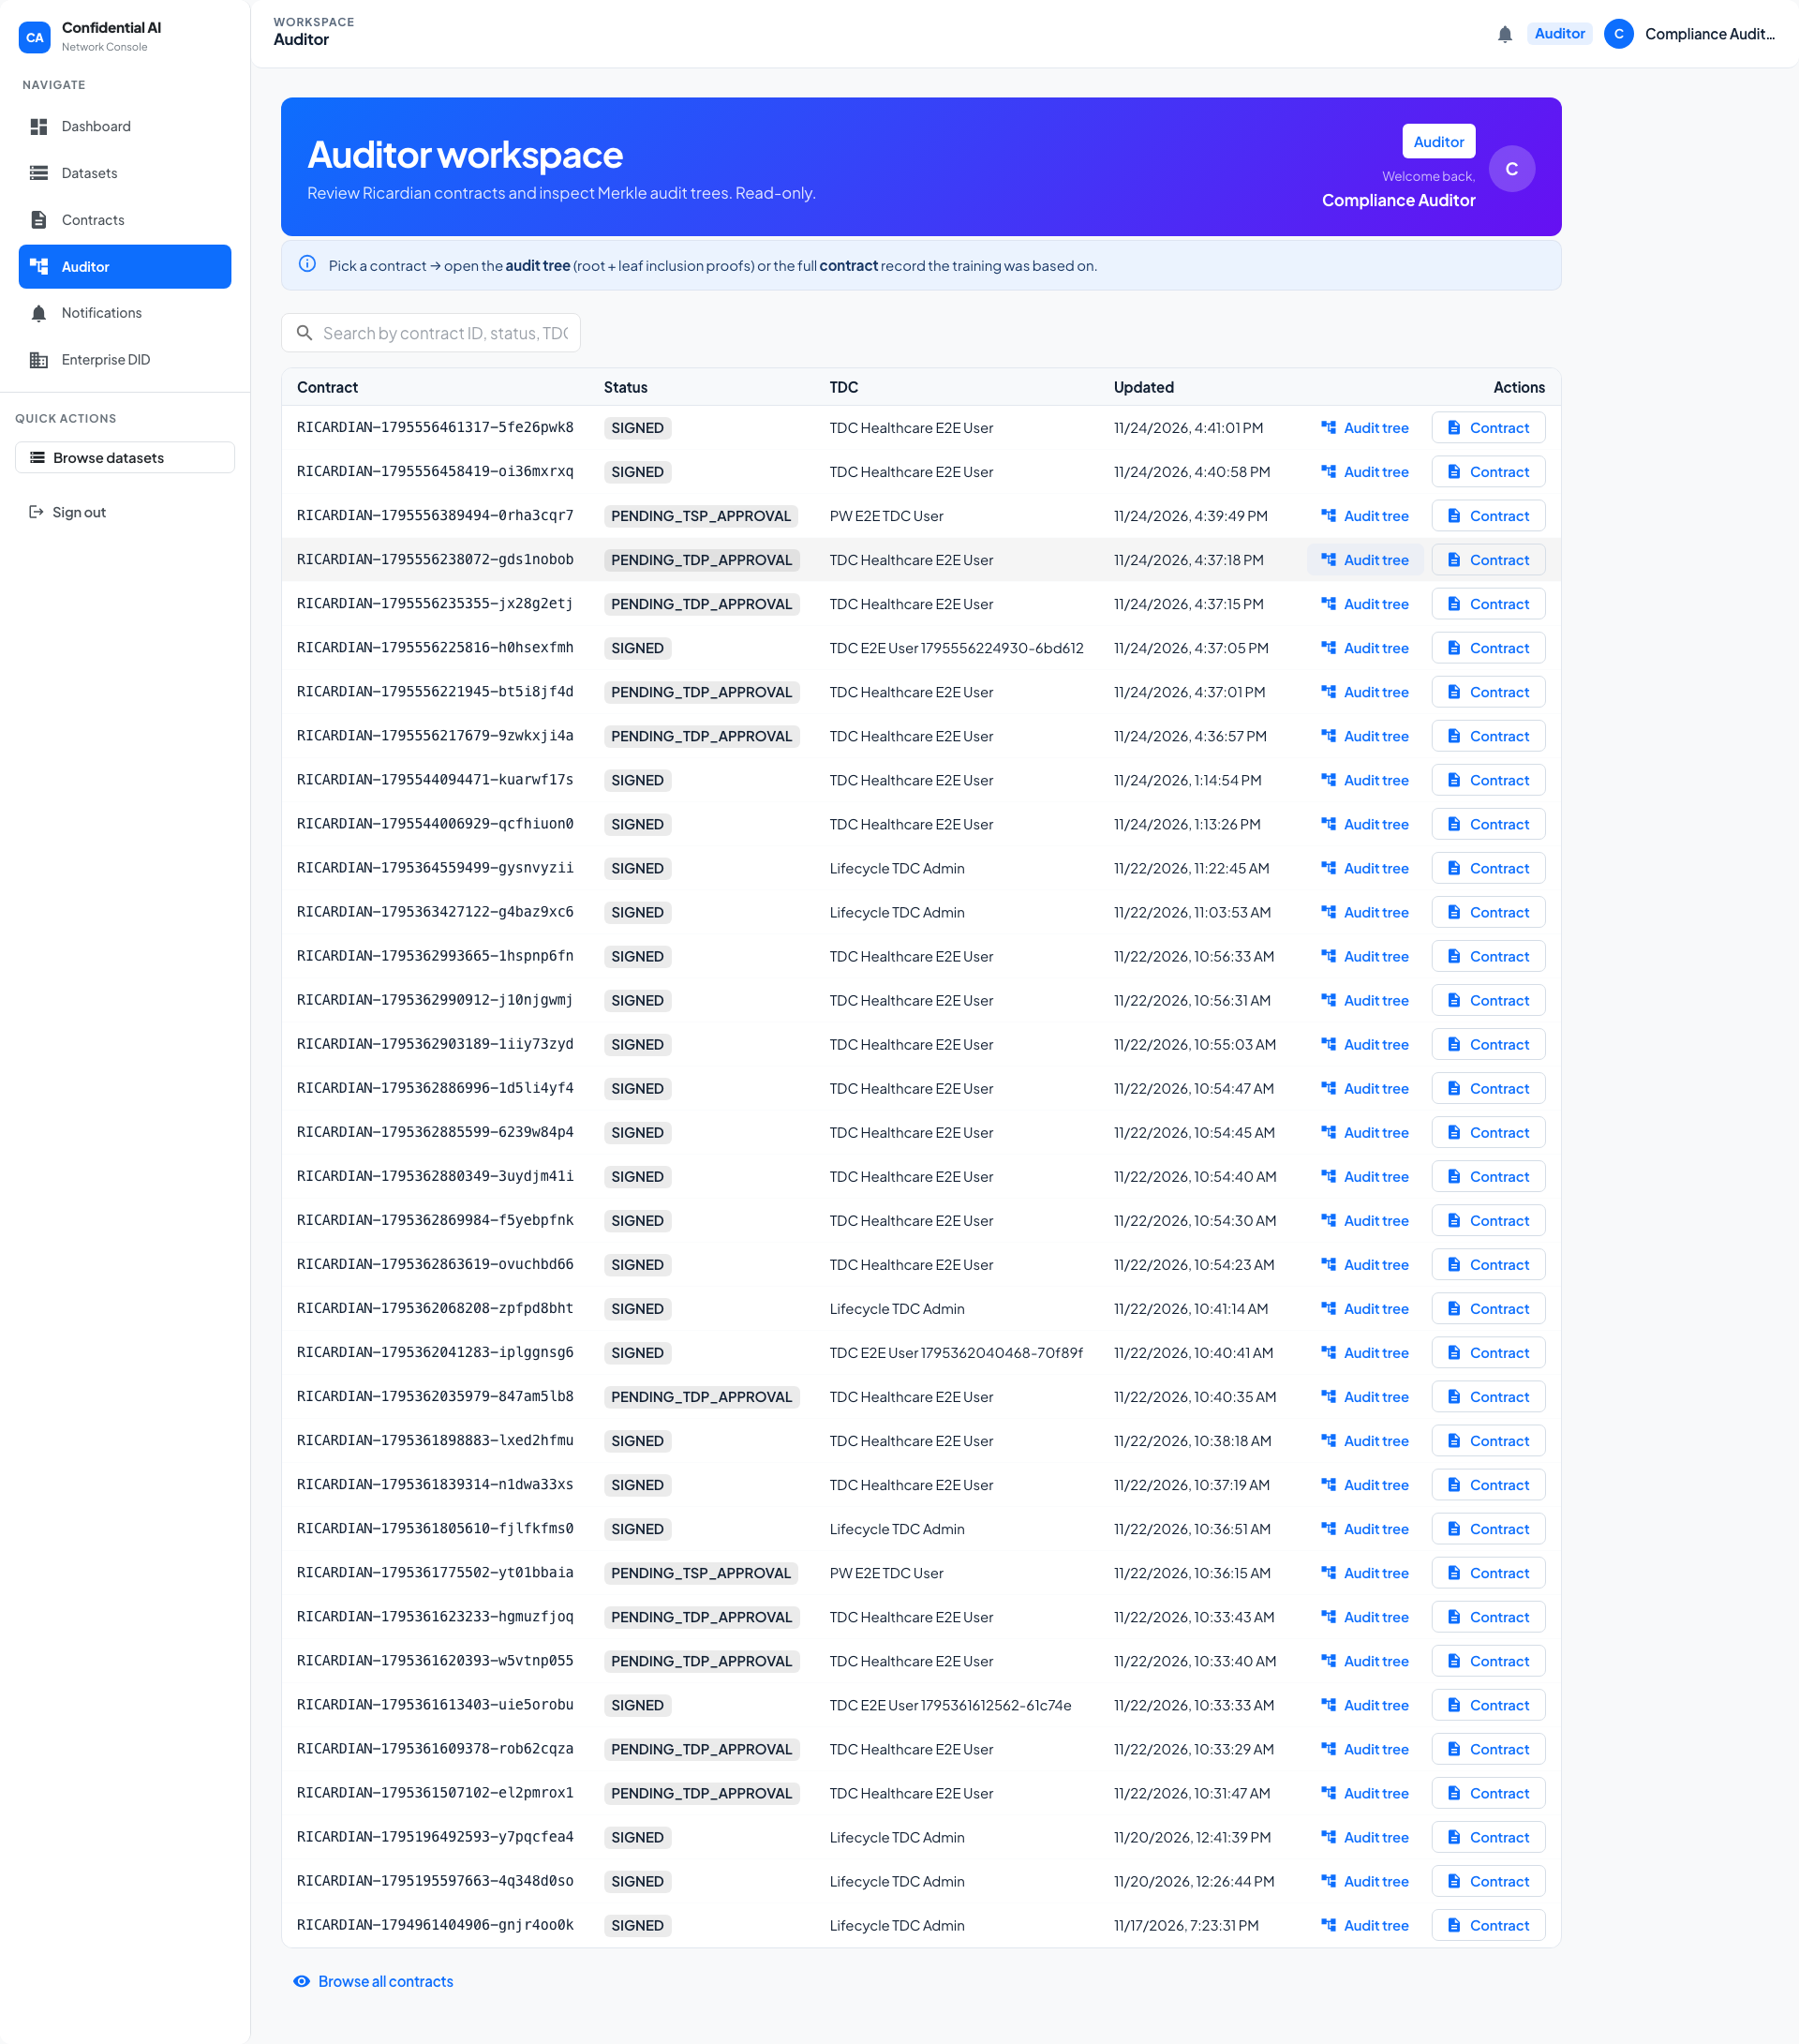 CA
Confidential AI
Network Console
NAVIGATE
Dashboard
Datasets
Contracts
Auditor
Notifications
Enterprise DID
QUICK ACTIONS
Browse datasets
Sign out
WORKSPACE
Auditor
Auditor C Compliance Audit...
Auditor workspace
Review Ricardian contracts and inspect Merkle audit trees. Read-only.
Auditor
Welcome back,
Compliance Auditor
C
Pick a contract → open the audit tree (root + leaf inclusion proofs) or the full contract record the training was based on.
Search by contract ID, status, TDC
Contract Status TDC Updated Actions
RICARDIAN-1795556461317-5fe26pwk8 SIGNED TDC Healthcare E2E User 11/24/2026, 4:41:01 PM Audit tree Contract
RICARDIAN-1795556458419-oi36mxrxq SIGNED TDC Healthcare E2E User 11/24/2026, 4:40:58 PM Audit tree Contract
RICARDIAN-1795556389494-0rha3cqr7 PENDING_TSP_APPROVAL PW E2E TDC User 11/24/2026, 4:39:49 PM Audit tree Contract
RICARDIAN-1795556238072-gds1nobob PENDING_TDP_APPROVAL TDC Healthcare E2E User 11/24/2026, 4:37:18 PM Audit tree Contract
RICARDIAN-1795556235355-jx28g2etj PENDING_TDP_APPROVAL TDC Healthcare E2E User 11/24/2026, 4:37:15 PM Audit tree Contract
RICARDIAN-1795556225816-h0hsexfmh SIGNED TDC E2E User 1795556224930-6bd612 11/24/2026, 4:37:05 PM Audit tree Contract
RICARDIAN-1795556221945-bt5i8jf4d PENDING_TDP_APPROVAL TDC Healthcare E2E User 11/24/2026, 4:37:01 PM Audit tree Contract
RICARDIAN-1795556217679-9zwkxji4a PENDING_TDP_APPROVAL TDC Healthcare E2E User 11/24/2026, 4:36:57 PM Audit tree Contract
RICARDIAN-1795544094471-kuarwf17s SIGNED TDC Healthcare E2E User 11/24/2026, 1:14:54 PM Audit tree Contract
RICARDIAN-1795544006929-qcfhiuon0 SIGNED TDC Healthcare E2E User 11/24/2026, 1:13:26 PM Audit tree Contract
RICARDIAN-1795364559499-gysnvyzii SIGNED Lifecycle TDC Admin 11/22/2026, 11:22:45 AM Audit tree Contract
RICARDIAN-1795363427122-g4baz9xc6 SIGNED Lifecycle TDC Admin 11/22/2026, 11:03:53 AM Audit tree Contract
RICARDIAN-1795362993665-1hspnp6fn SIGNED TDC Healthcare E2E User 11/22/2026, 10:56:33 AM Audit tree Contract
RICARDIAN-1795362990912-j10njgwmj SIGNED TDC Healthcare E2E User 11/22/2026, 10:56:31 AM Audit tree Contract
RICARDIAN-1795362903189-1iiy73zyd SIGNED TDC Healthcare E2E User 11/22/2026, 10:55:03 AM Audit tree Contract
RICARDIAN-1795362886996-1d5li4yf4 SIGNED TDC Healthcare E2E User 11/22/2026, 10:54:47 AM Audit tree Contract
RICARDIAN-1795362885599-6239w84p4 SIGNED TDC Healthcare E2E User 11/22/2026, 10:54:45 AM Audit tree Contract
RICARDIAN-1795362880349-3uydjm41i SIGNED TDC Healthcare E2E User 11/22/2026, 10:54:40 AM Audit tree Contract
RICARDIAN-1795362869984-f5yebpfnk SIGNED TDC Healthcare E2E User 11/22/2026, 10:54:30 AM Audit tree Contract
RICARDIAN-1795362863619-ovuchbd66 SIGNED TDC Healthcare E2E User 11/22/2026, 10:54:23 AM Audit tree Contract
RICARDIAN-1795362068208-zpfpd8bht SIGNED Lifecycle TDC Admin 11/22/2026, 10:41:14 AM Audit tree Contract
RICARDIAN-1795362041283-iplggnsg6 SIGNED TDC E2E User 1795362040468-70f89f 11/22/2026, 10:40:41 AM Audit tree Contract
RICARDIAN-1795362035979-847am5lb8 PENDING_TDP_APPROVAL TDC Healthcare E2E User 11/22/2026, 10:40:35 AM Audit tree Contract
RICARDIAN-1795361898883-lxed2hfmu SIGNED TDC Healthcare E2E User 11/22/2026, 10:38:18 AM Audit tree Contract
RICARDIAN-1795361839314-n1dwa33xs SIGNED TDC Healthcare E2E User 11/22/2026, 10:37:19 AM Audit tree Contract
RICARDIAN-1795361805610-fjlfkfms0 SIGNED Lifecycle TDC Admin 11/22/2026, 10:36:51 AM Audit tree Contract
RICARDIAN-1795361775502-yt01bbaia PENDING_TSP_APPROVAL PW E2E TDC User 11/22/2026, 10:36:15 AM Audit tree Contract
RICARDIAN-1795361623233-hgmuzfjoq PENDING_TDP_APPROVAL TDC Healthcare E2E User 11/22/2026, 10:33:43 AM Audit tree Contract
RICARDIAN-1795361620393-w5vtnp055 PENDING_TDP_APPROVAL TDC Healthcare E2E User 11/22/2026, 10:33:40 AM Audit tree Contract
RICARDIAN-1795361613403-uie5orobu SIGNED TDC E2E User 1795361612562-61c74e 11/22/2026, 10:33:33 AM Audit tree Contract
RICARDIAN-1795361609378-rob62cqza PENDING_TDP_APPROVAL TDC Healthcare E2E User 11/22/2026, 10:33:29 AM Audit tree Contract
RICARDIAN-1795361507102-el2pmrox1 PENDING_TDP_APPROVAL TDC Healthcare E2E User 11/22/2026, 10:31:47 AM Audit tree Contract
RICARDIAN-1795196492593-y7pqcfea4 SIGNED Lifecycle TDC Admin 11/20/2026, 12:41:39 PM Audit tree Contract
RICARDIAN-1795195597663-4q348d0so SIGNED Lifecycle TDC Admin 11/20/2026, 12:26:44 PM Audit tree Contract
RICARDIAN-1794961404906-gnjr4oo0k SIGNED Lifecycle TDC Admin 11/17/2026, 7:23:31 PM Audit tree Contract
Browse all contracts